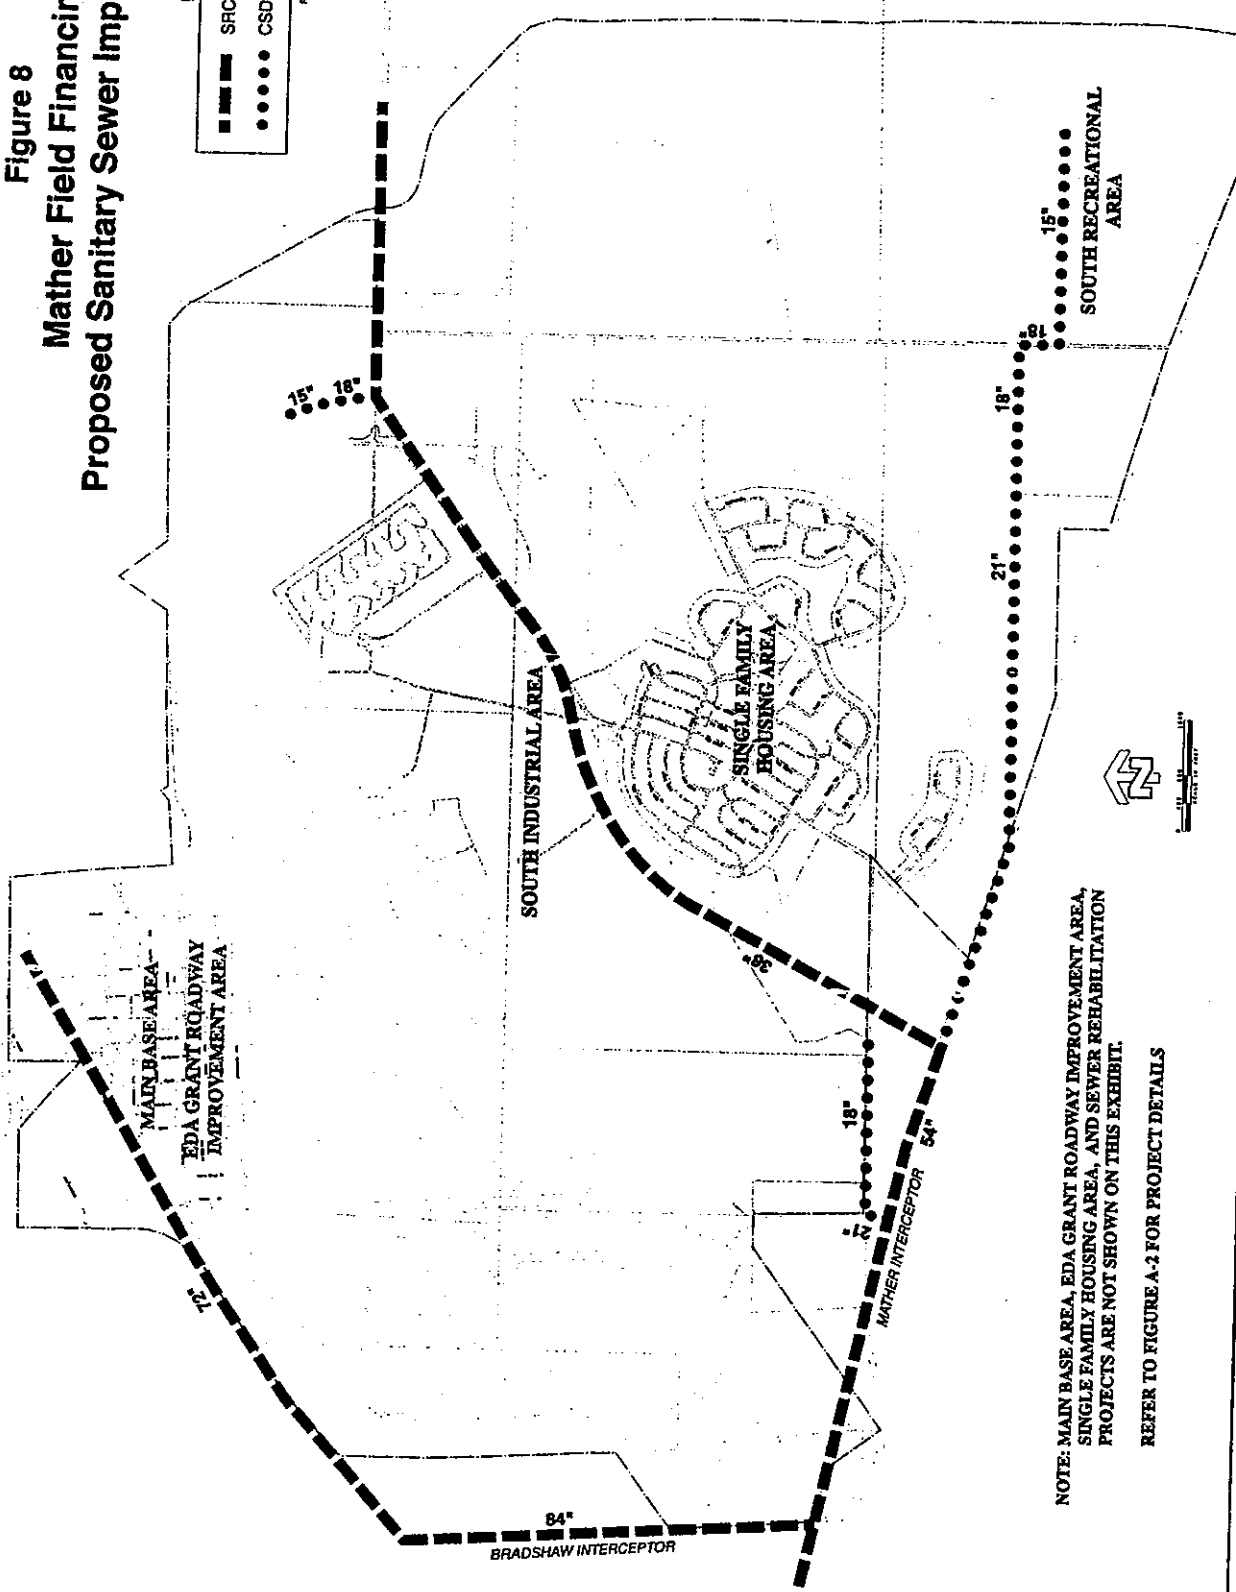 Figure 8
Mather Field Financin
Proposed Sanitary Sewer Imp
SRC
CSD
15"
18"
15"
SOUTH RECREATIONAL
AREA
18"
18"
21"
SOUTH INDUSTRIAL AREA
SINGLE FAMILY
HOUSING AREA
MAIN BASE AREA
EDA GRANT ROADWAY
IMPROVEMENT AREA
72"
36"
18"
21"
54"
MATHER INTERCEPTOR
84"
BRADSHAW INTERCEPTOR
N
NOTE: MAIN BASE AREA, EDA GRANT ROADWAY IMPROVEMENT AREA,
SINGLE FAMILY HOUSING AREA, AND SEWER REHABILITATION
PROJECTS ARE NOT SHOWN ON THIS EXHIBIT.
REFER TO FIGURE A-2 FOR PROJECT DETAILS